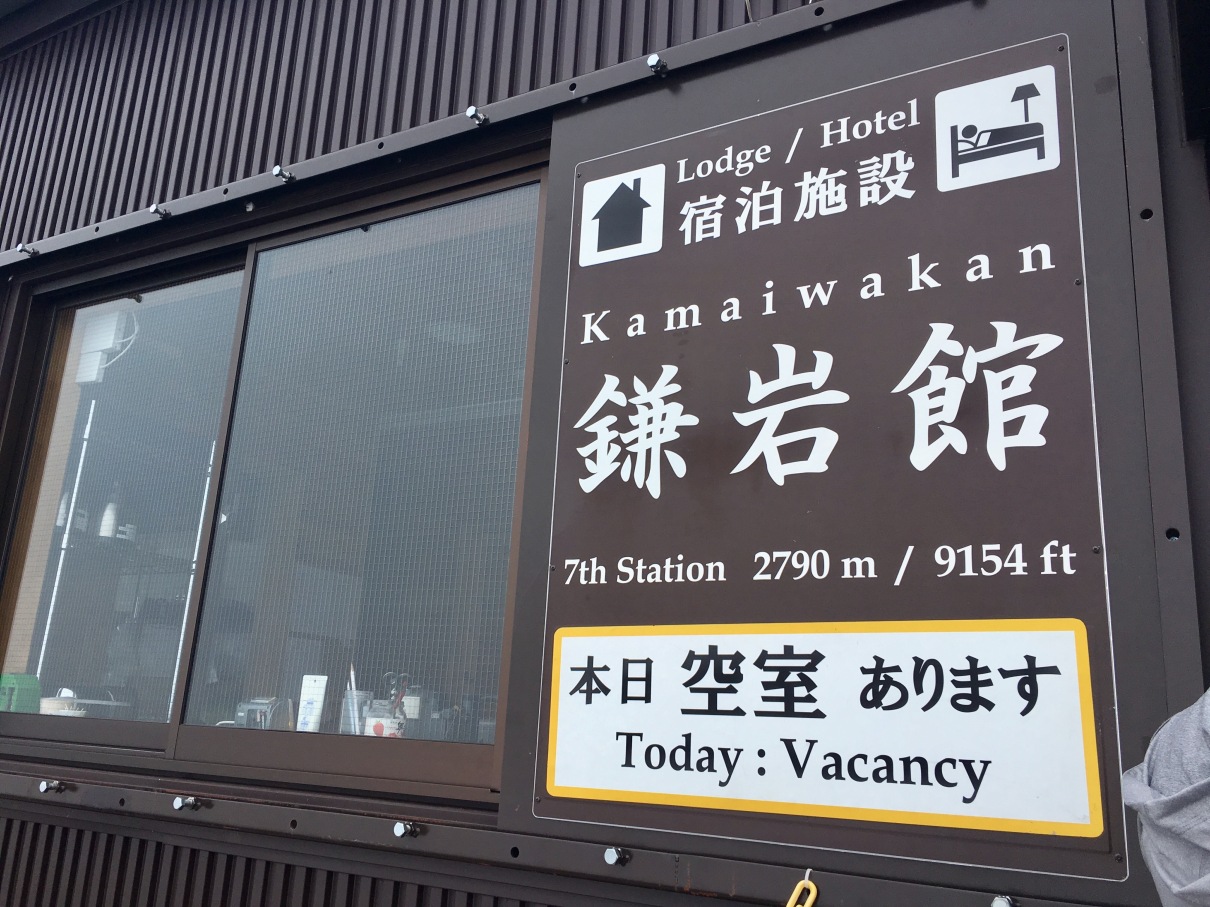 Lodge / Hotel
宿泊施設
Kamaiwakan
鎌岩館
7th Station 2790 m / 9154 ft
本日 空室 あります
Today : Vacancy